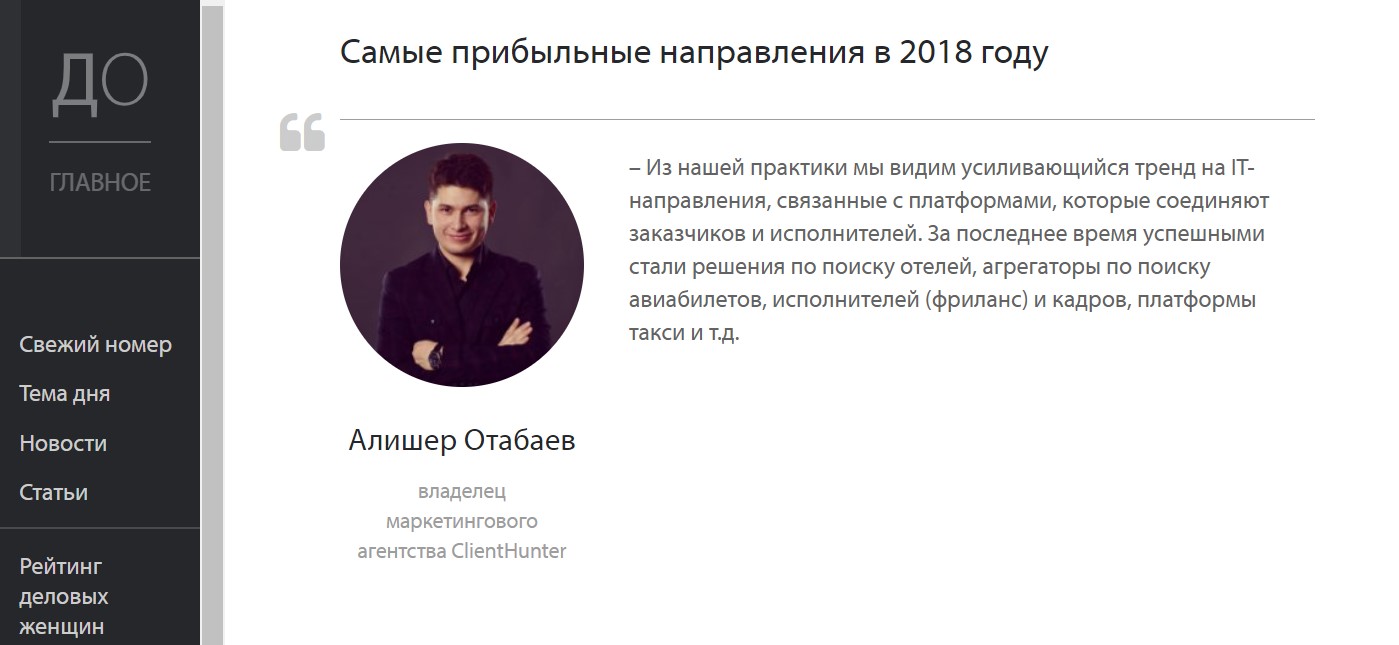 ДО
ГЛАВНОЕ
Свежий номер
Тема дня
Новости
Статьи
Рейтинг
деловых
женщин
Самые прибыльные направления в 2018 году
– Из нашей практики мы видим усиливающийся тренд на IT-
направления, связанные с платформами, которые соединяют
заказчиков и исполнителей. За последнее время успешными
стали решения по поиску отелей, агрегаторы по поиску
авиабилетов, исполнителей (фриланс) и кадров, платформы
такси и т.д.
Алишер Отабаев
владелец
маркетингового
агентства ClientHunter